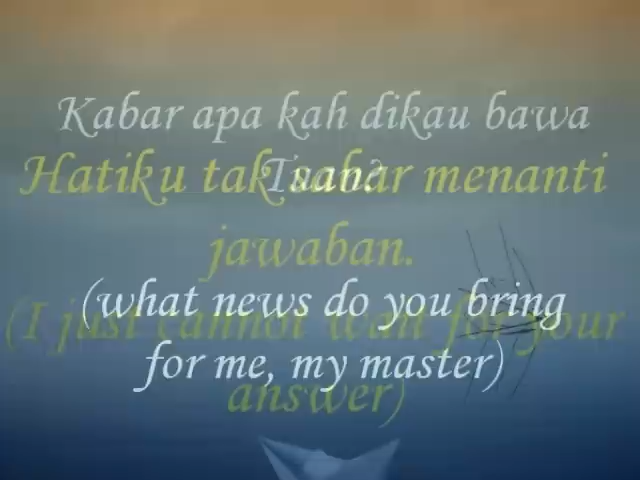 Kabar apa kah dikau bawa
Tuan?
Hatiku tak sabar menanti
jawaban.
(what news do you bring
for me, my master)
(I just cannot wait for your
answer)